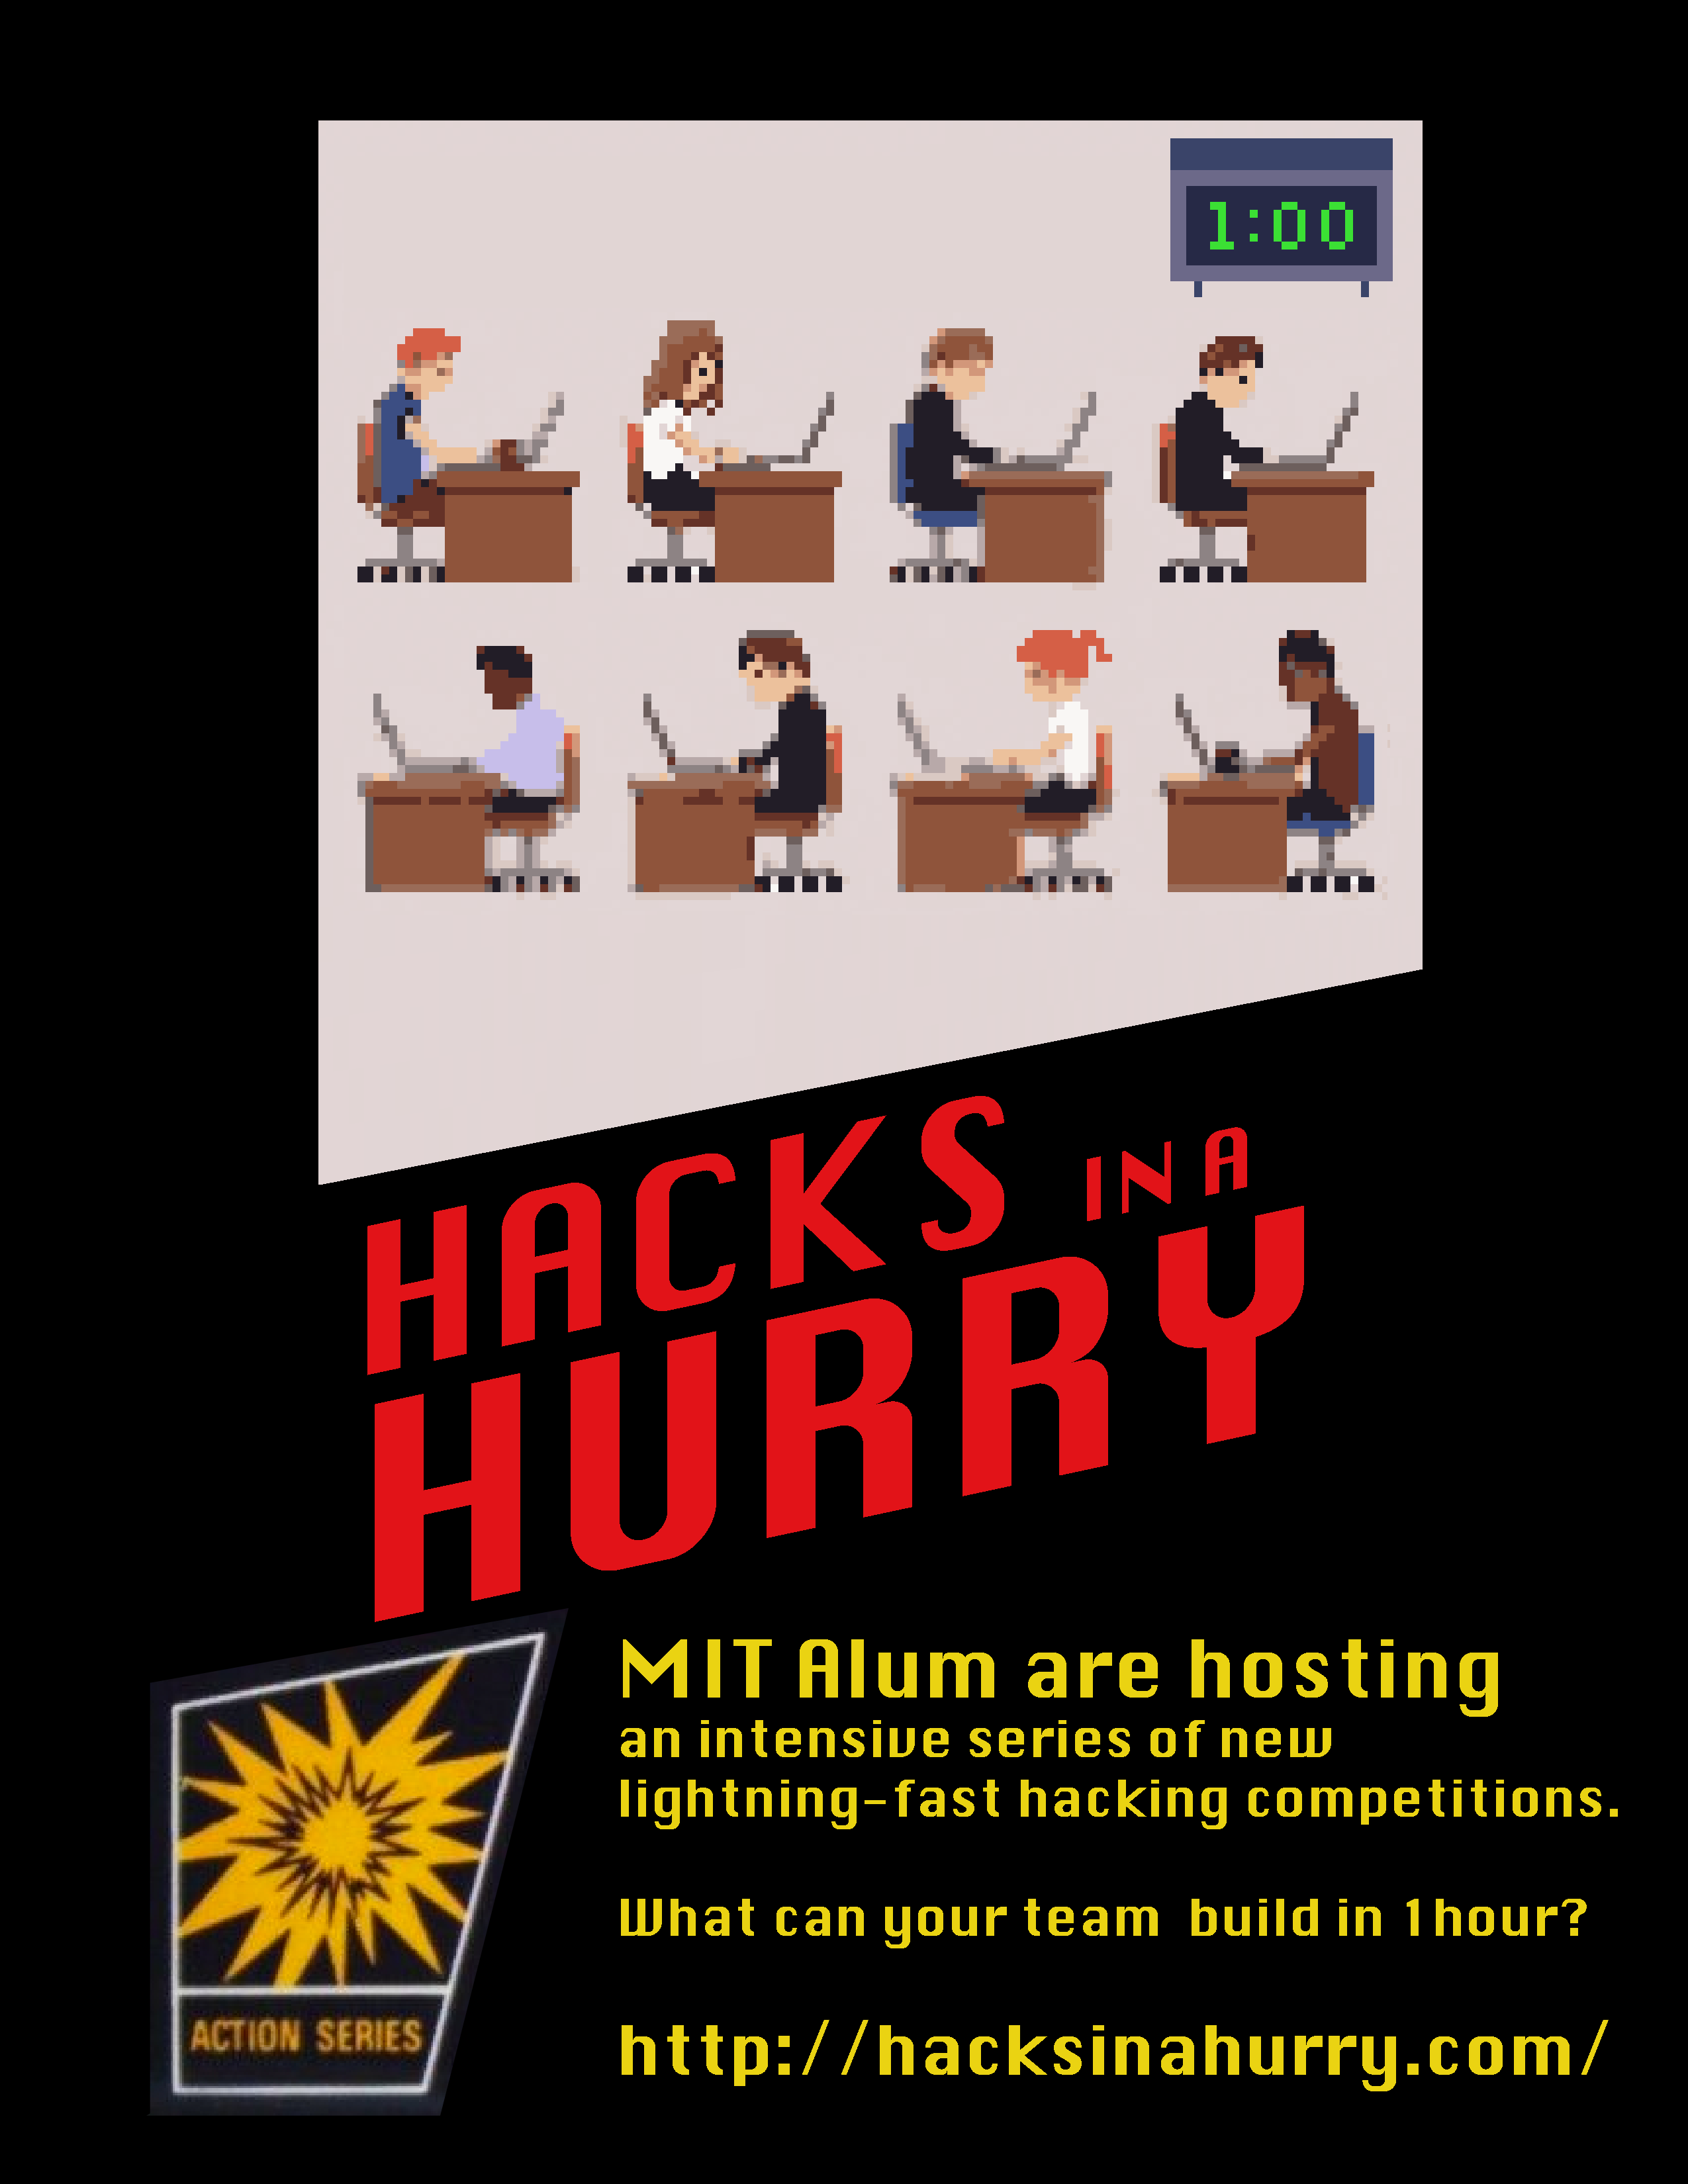 1:00
HACKS IN A
HURRY
MIT Alum are hosting
an intensive series of new
lightning-fast hacking competitions.
What can your team build in 1 hour?
http://hacksinahurry.com/
ACTION SERIES